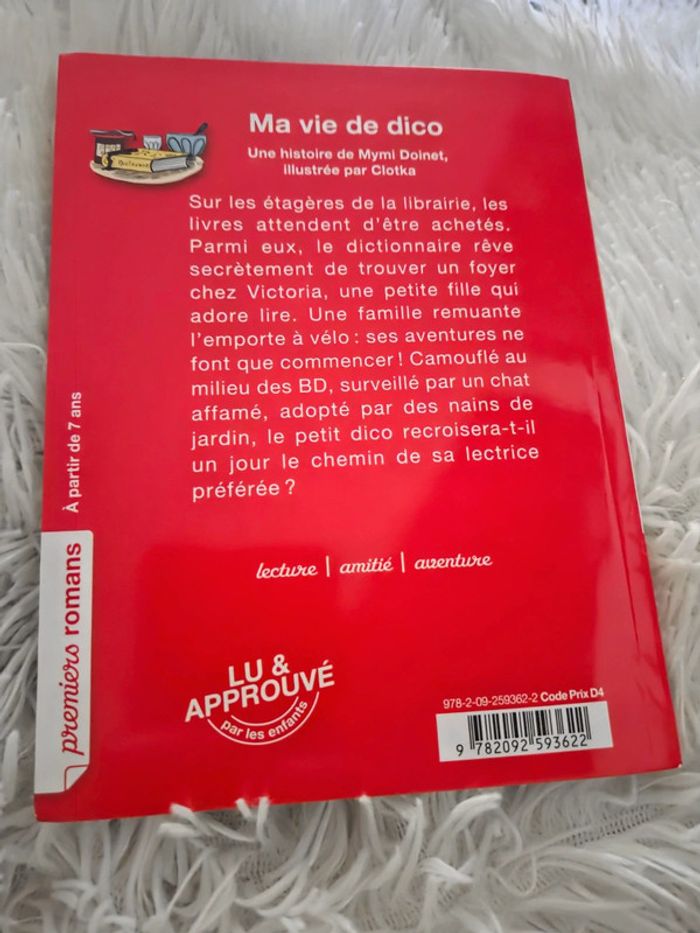 Ma vie de dico
Une histoire de Mymi Doinet,
illustrée par Clotka
Sur les étagères de la librairie, les
livres attendent d'être achetés.
Parmi eux, le dictionnaire rêve
secrètement de trouver un foyer
chez Victoria, une petite fille qui
adore lire. Une famille remuante
l'emporte à vélo : ses aventures ne
font que commencer ! Camouflé au
milieu des BD, surveillé par un chat
affamé, adopté par des nains de
jardin, le petit dico recroisera-t-il
un jour le chemin de sa lectrice
préférée ?
lecture | amitié | aventure
À partir de 7 ans
premiers romans
LU &
APPROUVÉ
par les enfants
978-2-09-259362-2 Code Prix D4
9 782092 593622